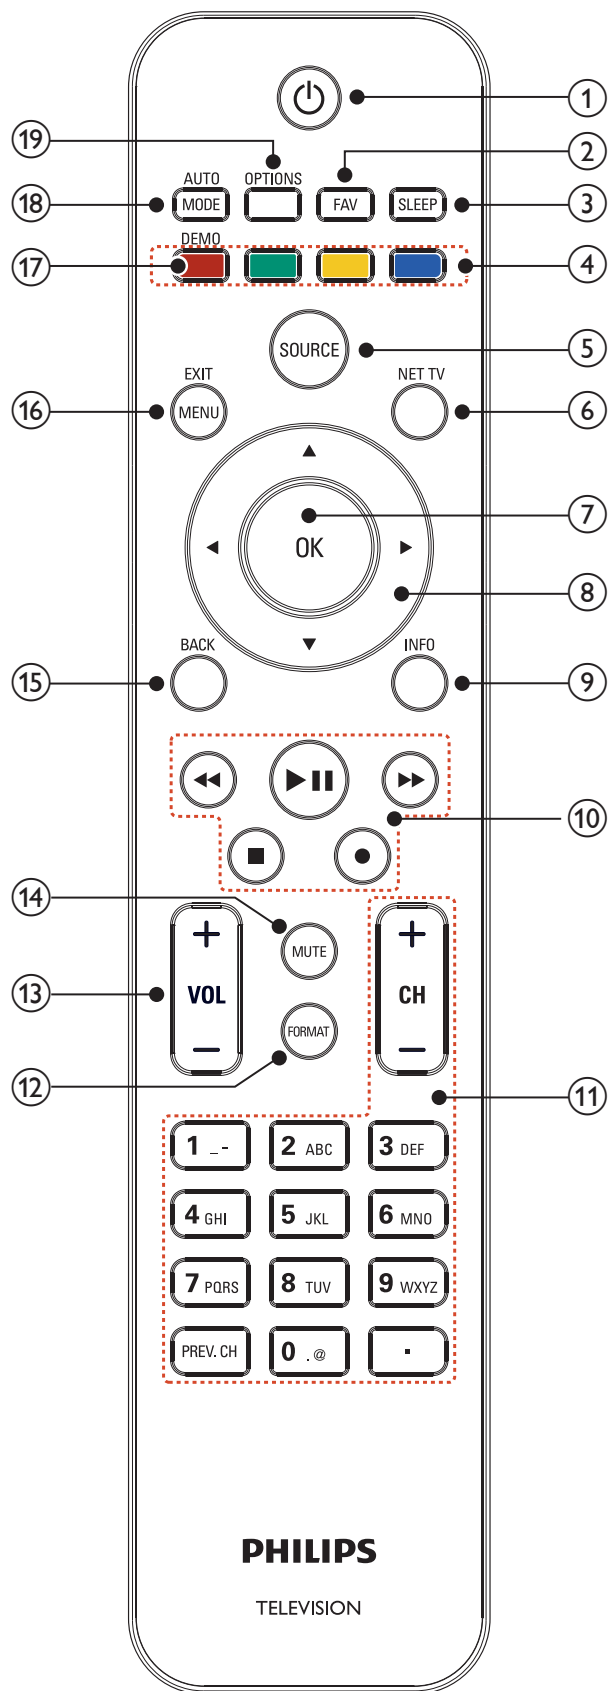 1
19
2
AUTO OPTIONS
18 MODE FAV SLEEP 3
DEMO
17 4
SOURCE 5
EXIT NET TV
16 MENU 6
7
OK
8
BACK INFO
15 9
10
14
+ +
MUTE
13 VOL CH
FORMAT
- -
12 11
1 _- 2 ABC 3 DEF
4 GHI 5 JKL 6 MNO
7 PQRS 8 TUV 9 WXYZ
PREV. CH 0 .@ .
PHILIPS
TELEVISION